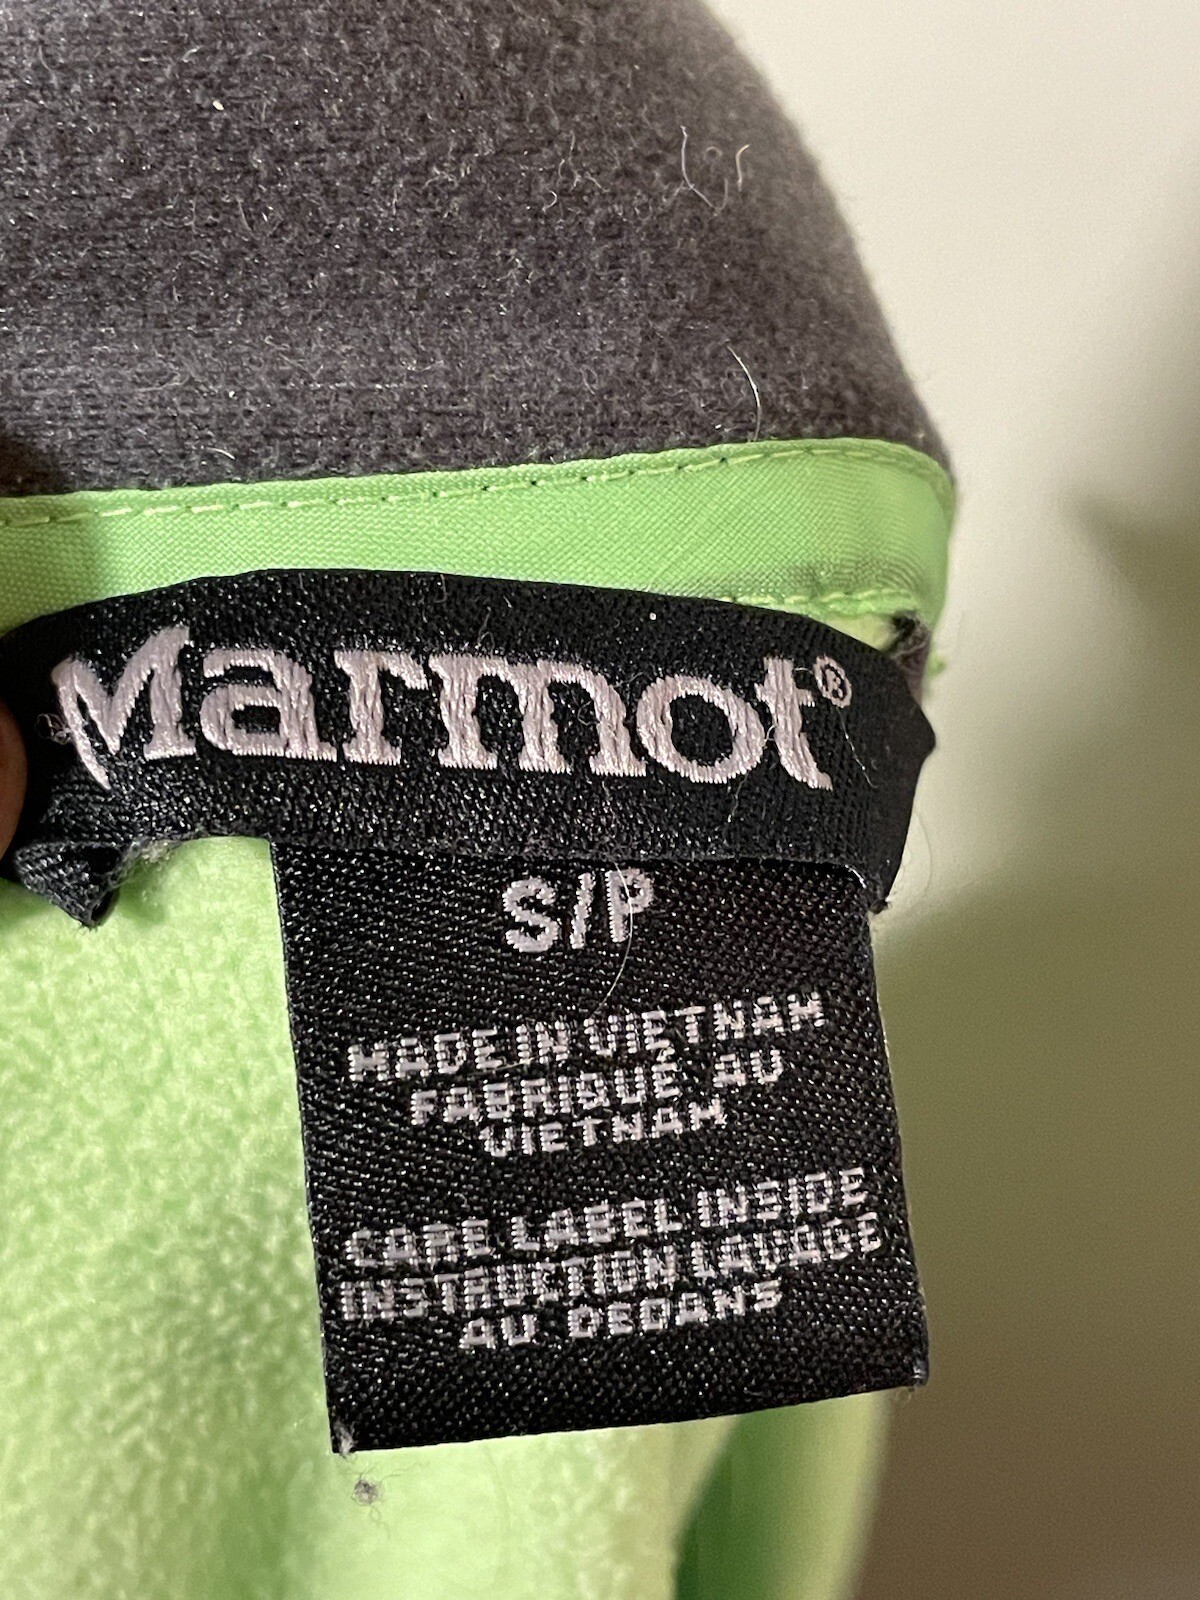 Marmot®
S/P
MADE IN VIETNAM
FABRIQUÉ AU
VIETNAM
CARE LABEL INSIDE
INSTRUCTION LAVAGE
AU DEDANS